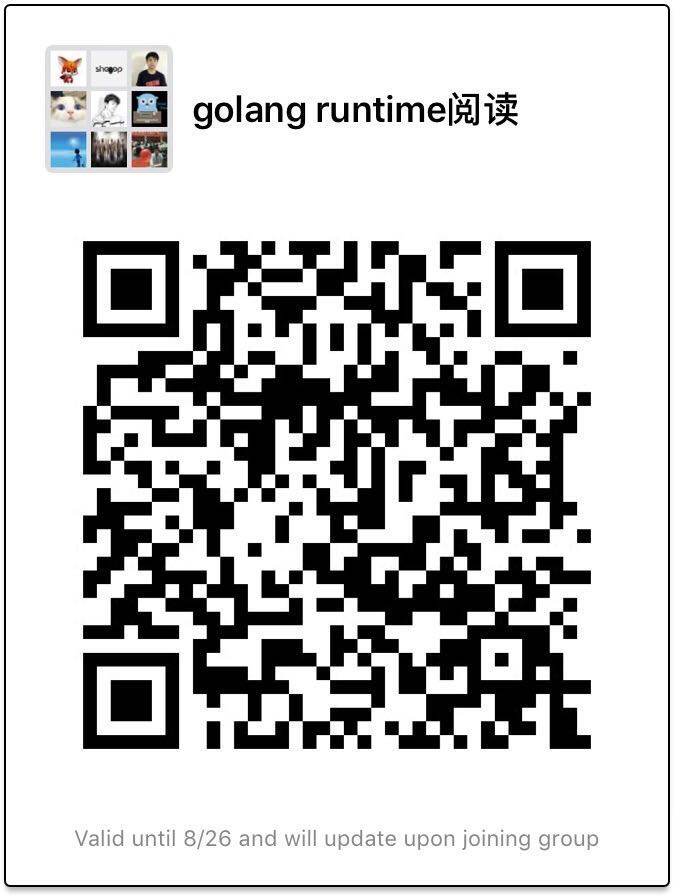 golang runtime阅读
Valid until 8/26 and will update upon joining group